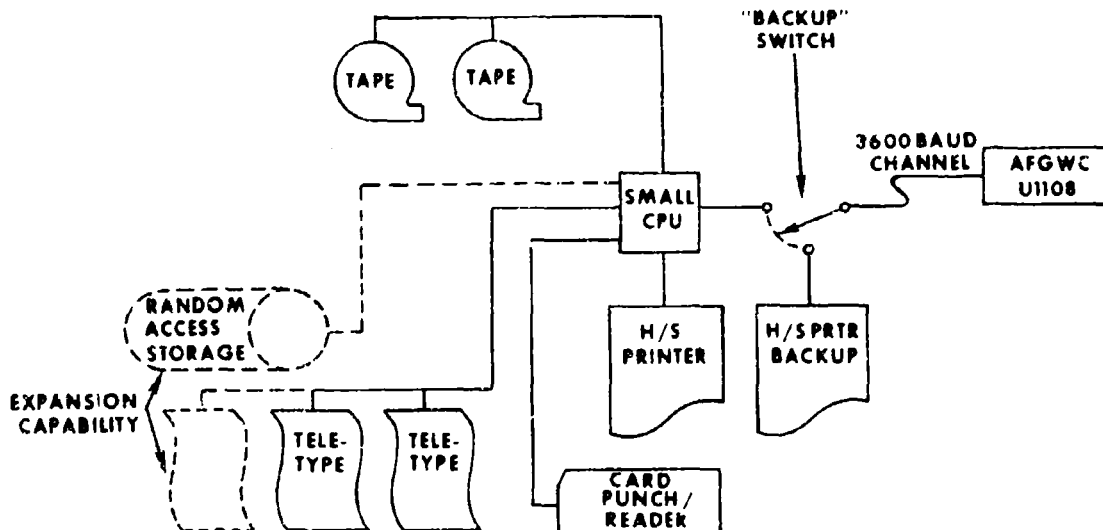 "BACKUP"
SWITCH
TAPE
TAPE
3600 BAUD
CHANNEL
AFGWC
U1108
SMALL
CPU
RANDOM
ACCESS
STORAGE
H/S
PRINTER
H/S PRTR
BACKUP
EXPANSION
CAPABILITY
TELE-
TYPE
TELE-
TYPE
CARD
PUNCH/
READER